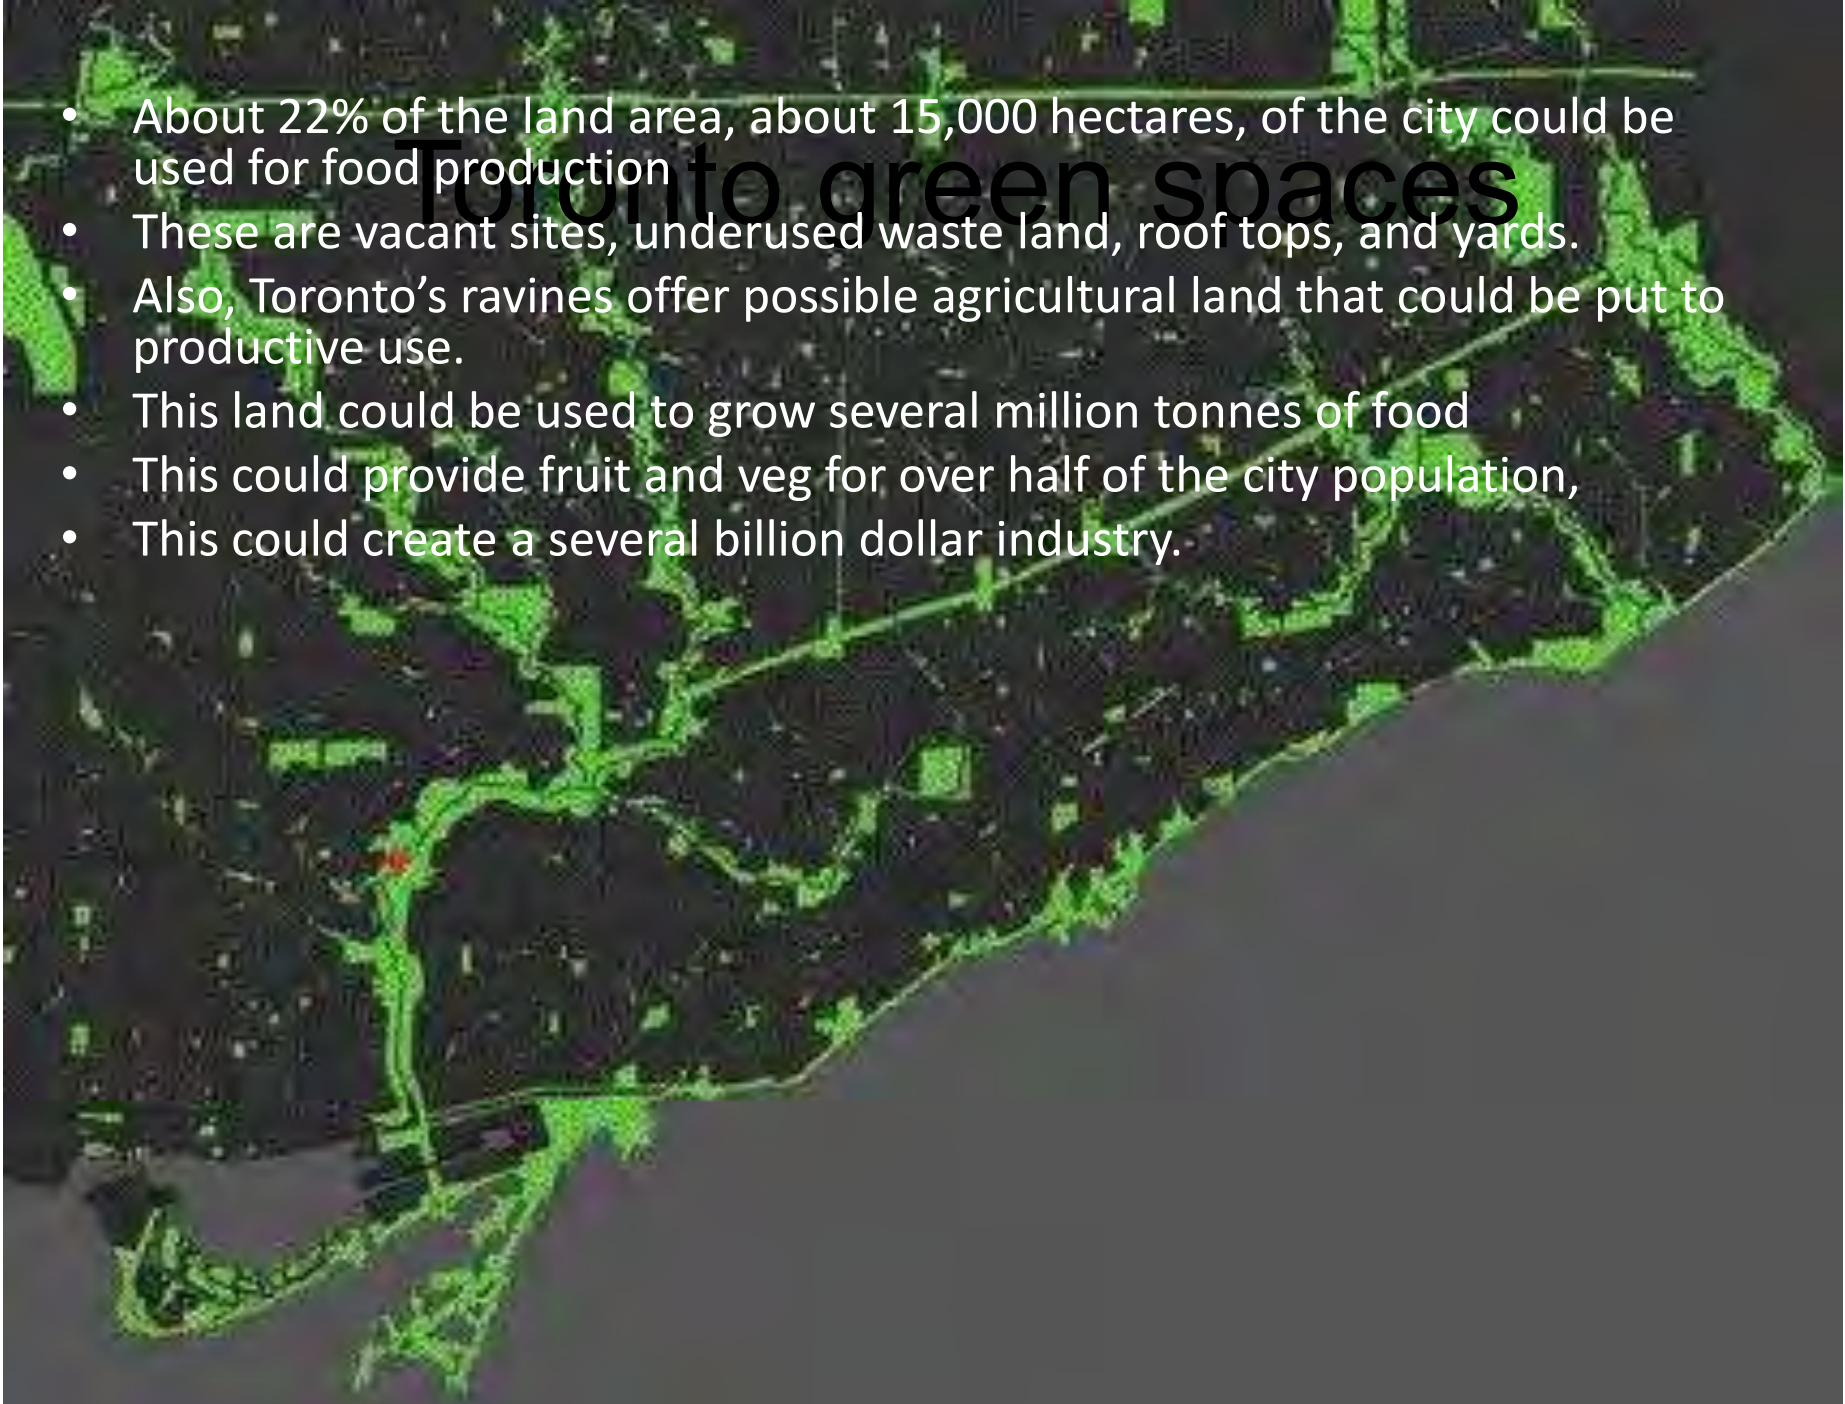 Toronto green spaces
• About 22% of the land area, about 15,000 hectares, of the city could be
used for food production
• These are vacant sites, underused waste land, roof tops, and yards.
• Also, Toronto’s ravines offer possible agricultural land that could be put to
productive use.
• This land could be used to grow several million tonnes of food
• This could provide fruit and veg for over half of the city population,
• This could create a several billion dollar industry.